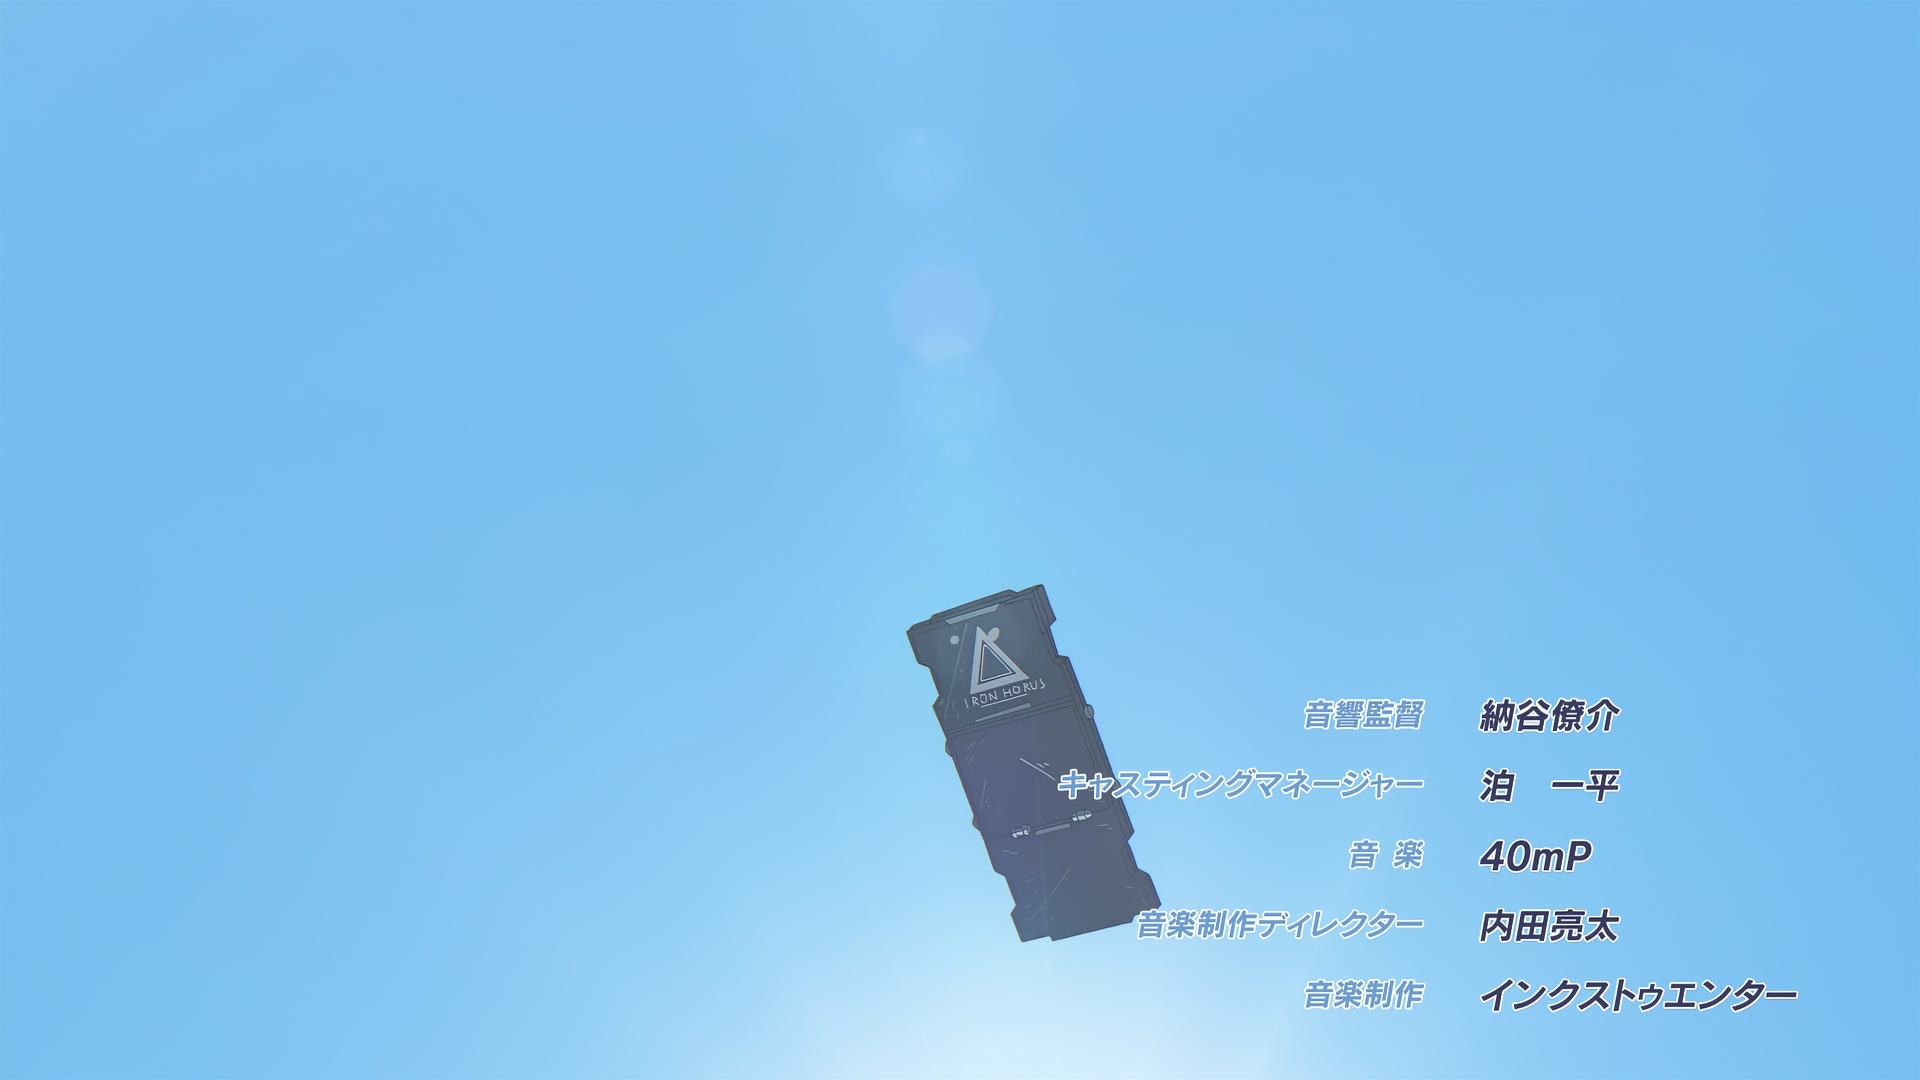 IRON HORUS
音響監督 納谷僚介
キャスティングマネージャー 泊 一平
音楽 40mP
音楽制作ディレクター 内田亮太
音楽制作 インクストゥエンター